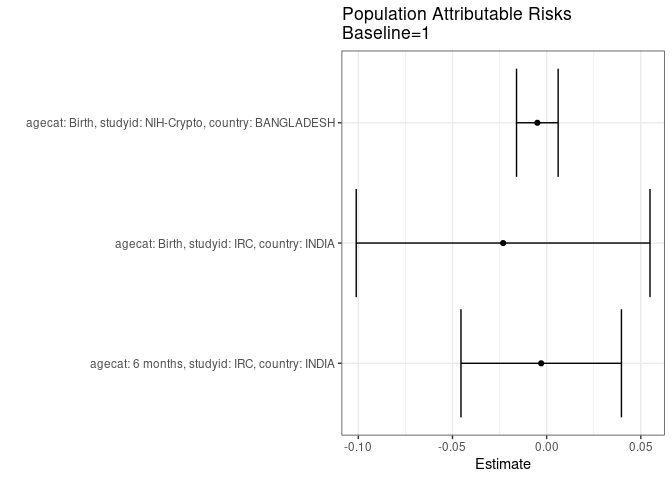 Population Attributable Risks
Baseline=1
agecat: Birth, studyid: NIH-Crypto, country: BANGLADESH
agecat: Birth, studyid: IRC, country: INDIA
agecat: 6 months, studyid: IRC, country: INDIA
-0.10 -0.05 0.00 0.05
Estimate